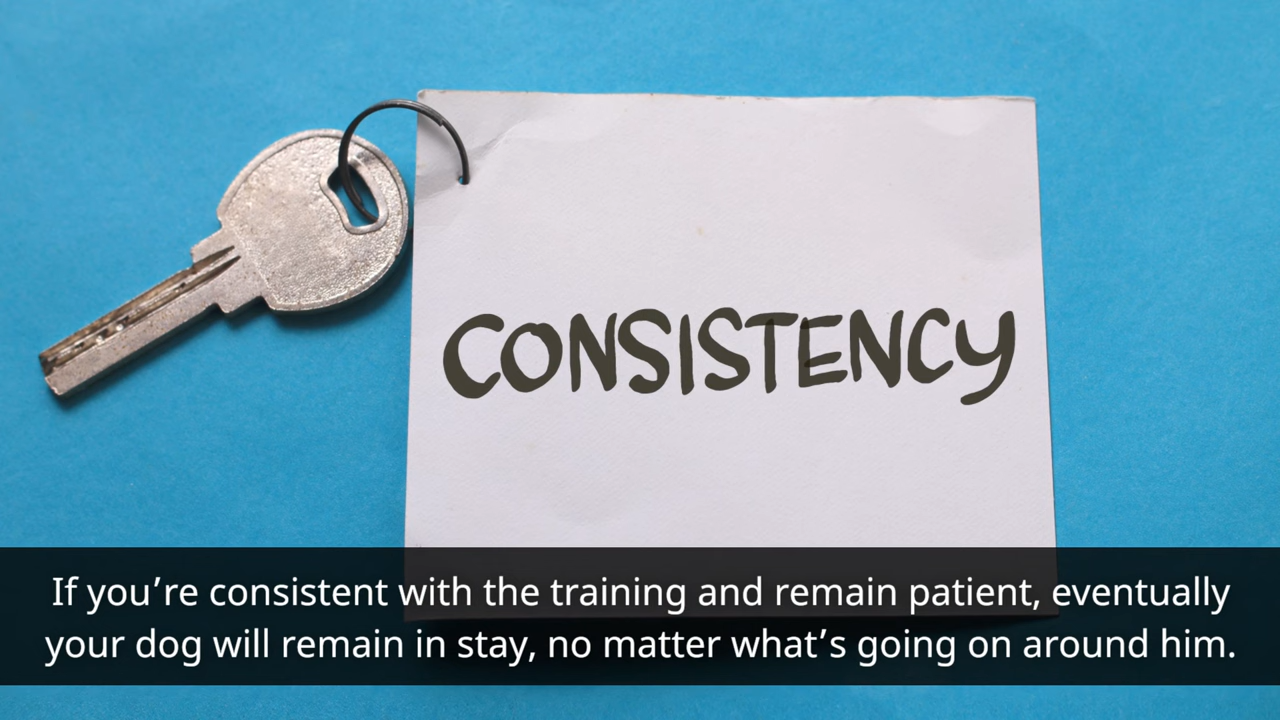 CONSISTENCY
If you’re consistent with the training and remain patient, eventually
your dog will remain in stay, no matter what’s going on around him.